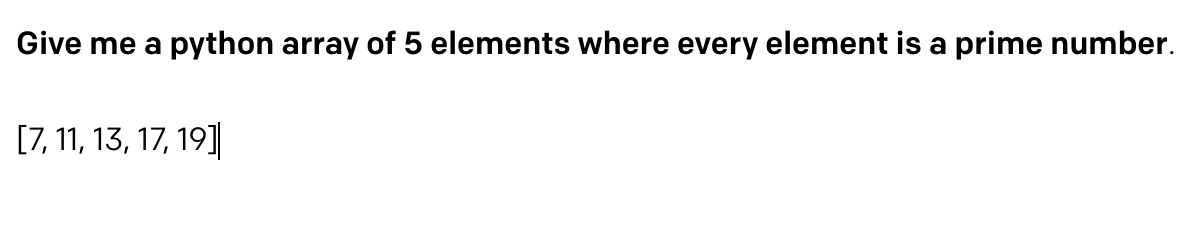 Give me a python array of 5 elements where every element is a prime number.
[7, 11, 13, 17, 19]